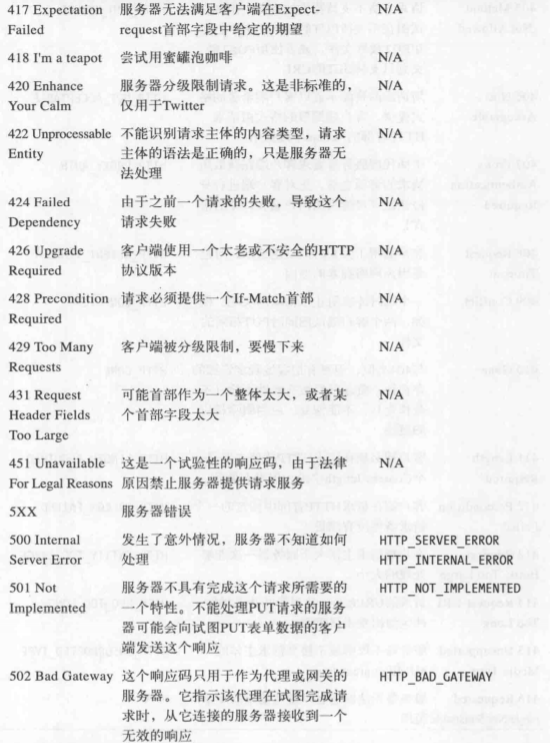 417 Expectation 服务器无法满足客户端在Expect- N/A
Failed request首部字段中给定的期望
418 I'm a teapot 尝试用蜜罐泡咖啡 N/A
420 Enhance 服务器分级限制请求。这是非标准的， N/A
Your Calm 仅用于Twitter
422 Unprocessable 不能识别请求主体的内容类型，请求 N/A
Entity 主体的语法是正确的，只是服务器无
法处理
424 Failed 由于之前一个请求的失败，导致这个 N/A
Dependency 请求失败
426 Upgrade 客户端使用一个太老或不安全的HTTP N/A
Required 协议版本
428 Precondition 请求必须提供一个If-Match首部 N/A
Required
429 Too Many 客户端被分级限制，要慢下来 N/A
Requests
431 Request 可能首部作为一个整体太大，或者某 N/A
Header Fields 个首部字段太大
Too Large
451 Unavailable 这是一个试验性的响应码，由于法律 N/A
For Legal Reasons 原因禁止服务器提供请求服务
5XX 服务器错误
500 Internal 发生了意外情况，服务器不知道如何 HTTP_SERVER_ERROR
Server Error 处理 HTTP_INTERNAL_ERROR
501 Not 服务器不具有完成这个请求所需要的 HTTP_NOT_IMPLEMENTED
Implemented 一个特性。不能处理PUT请求的服务
器可能会向试图PUT表单数据的客户
端发送这个响应
502 Bad Gateway 这个响应码只用于作为代理或网关的 HTTP_BAD_GATEWAY
服务器。它指示该代理在试图完成请
求时，从它连接的服务器接收到一个
无效的响应